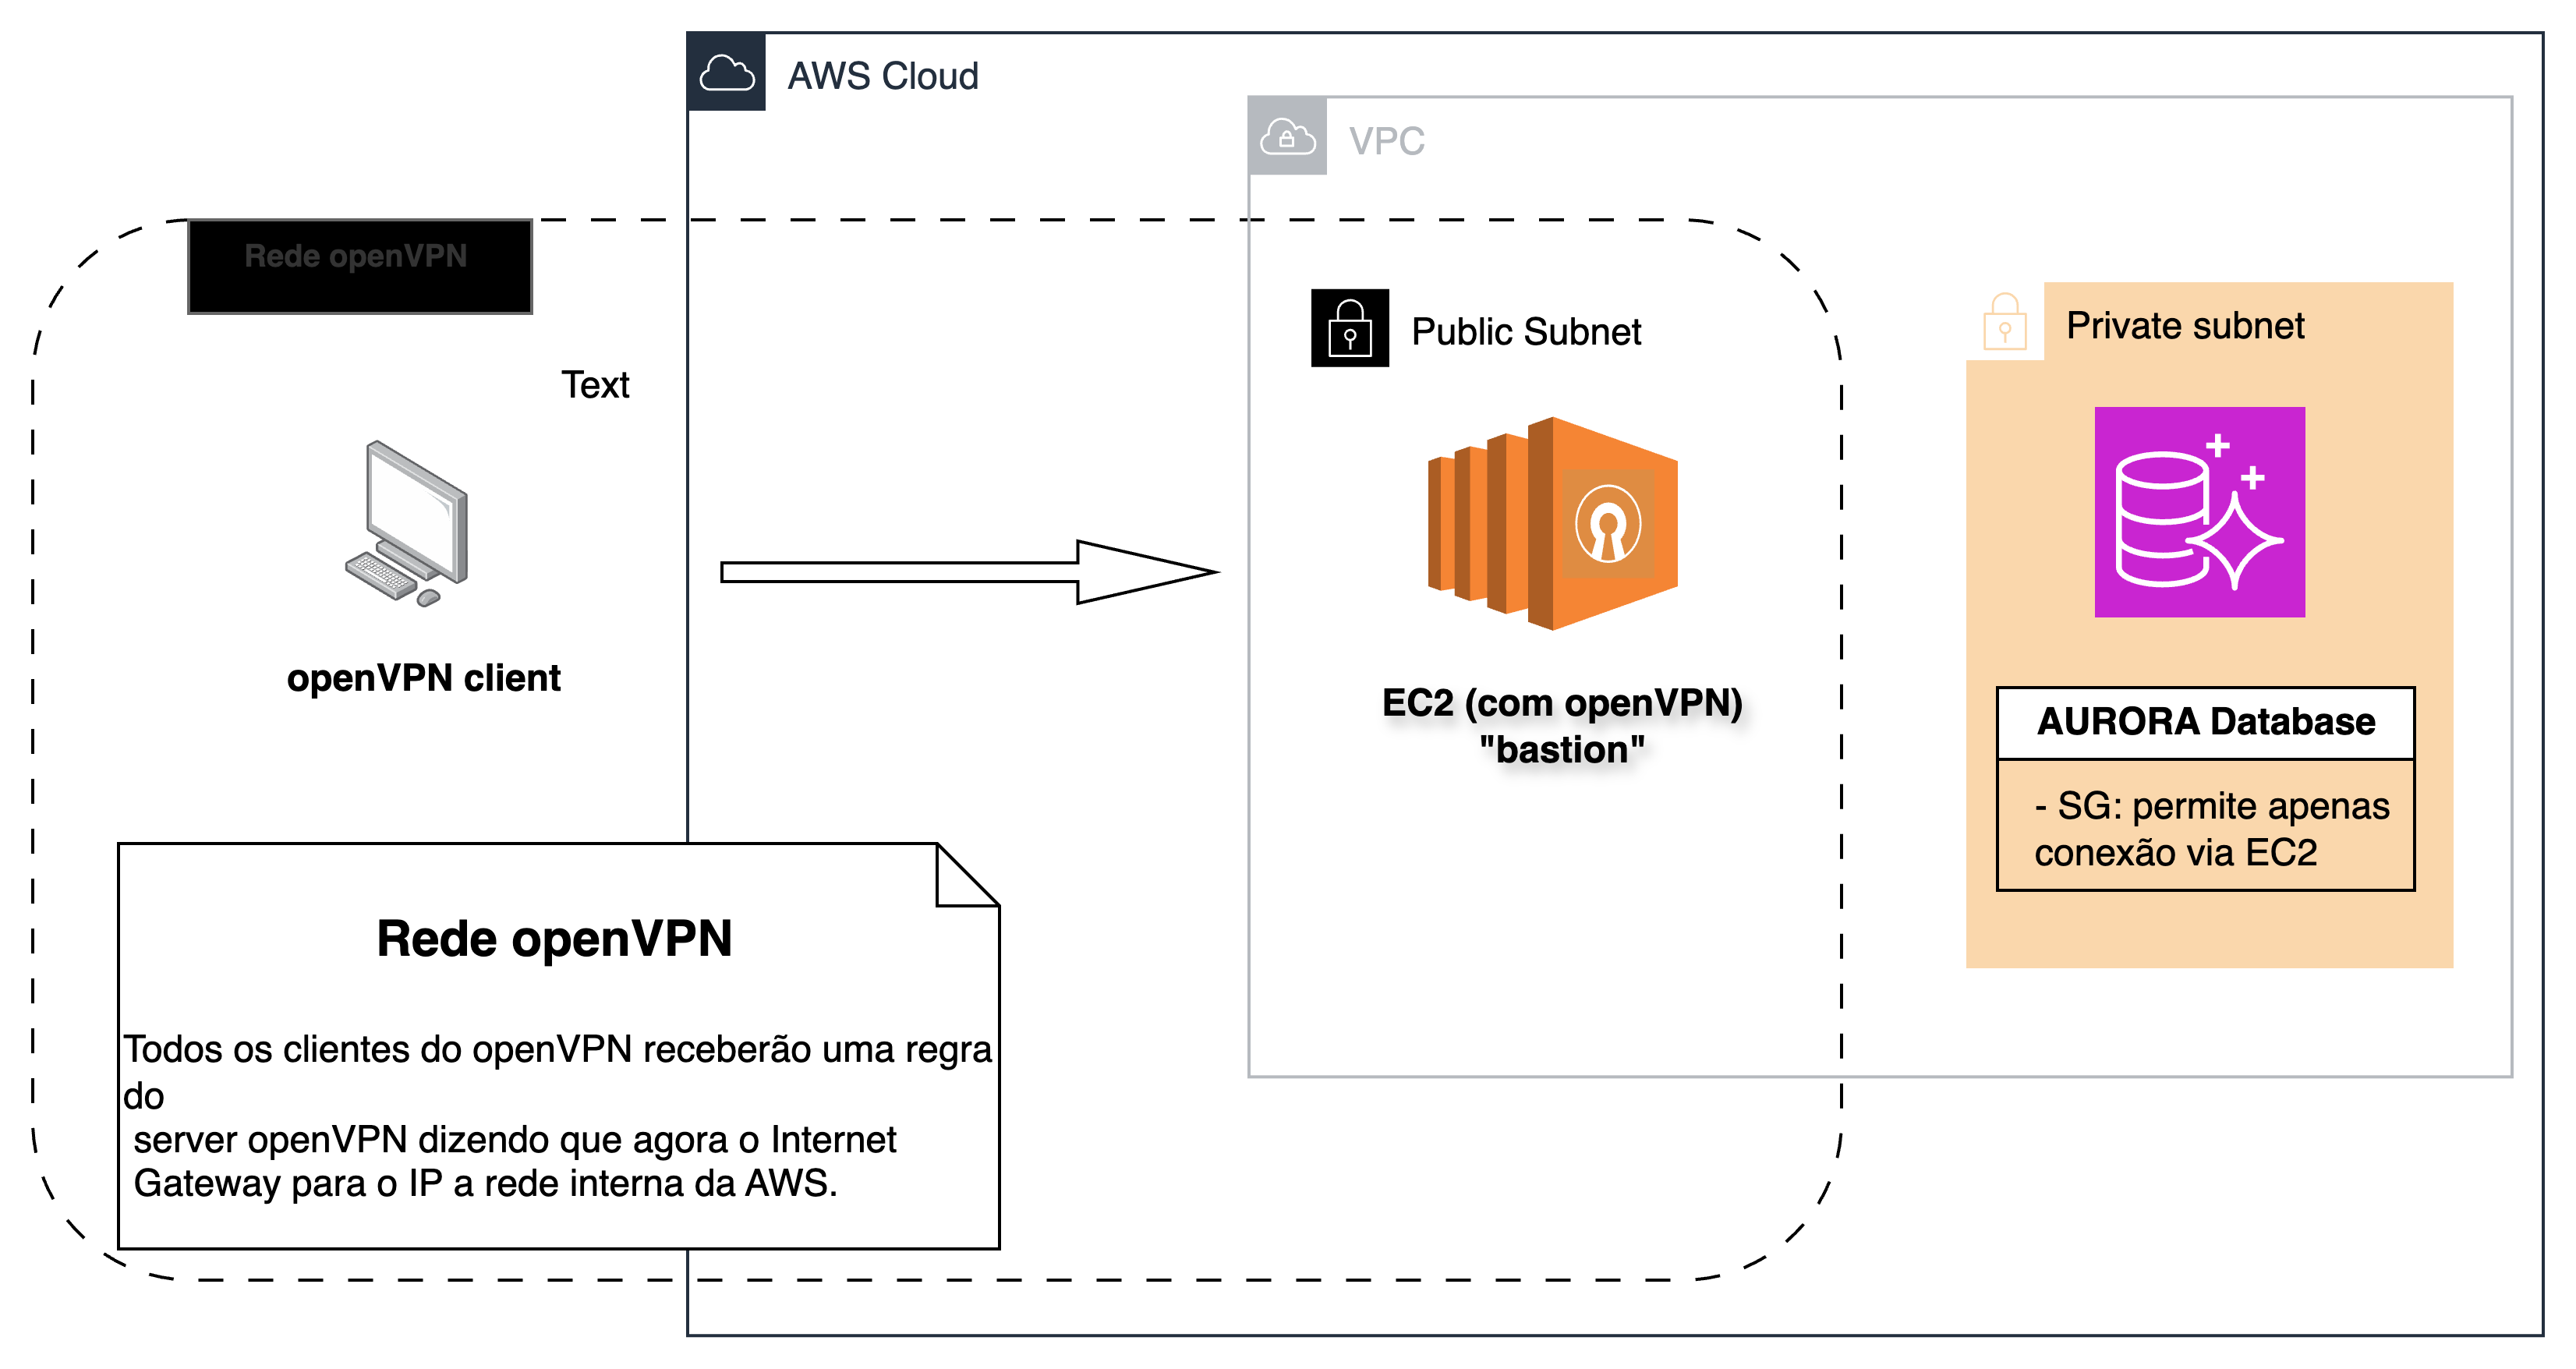 AWS Cloud
VPC
Rede openVPN
Text
Public Subnet
Private subnet
openVPN client
EC2 (com openVPN)
"bastion"
AURORA Database
- SG: permite apenas
conexão via EC2
Rede openVPN
Todos os clientes do openVPN receberão uma regra
do
server openVPN dizendo que agora o Internet
Gateway para o IP a rede interna da AWS.